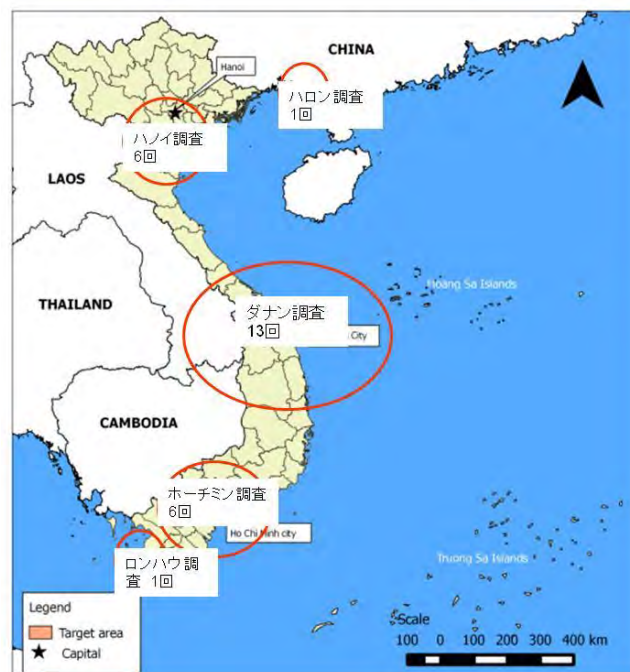 CHINA
Hanoi
ハロン調査
1回
ハノイ調査
6回
LAOS
Hoang Sa Islands
THAILAND
ダナン調査
13回
City
CAMBODIA
ホーチミン調査
6回
Ho Chi Minh city
ロンハウ調
査 1回
Truong Sa Islands
Legend
Target area
Capital
Scale
100 0 100 200 300 400 km